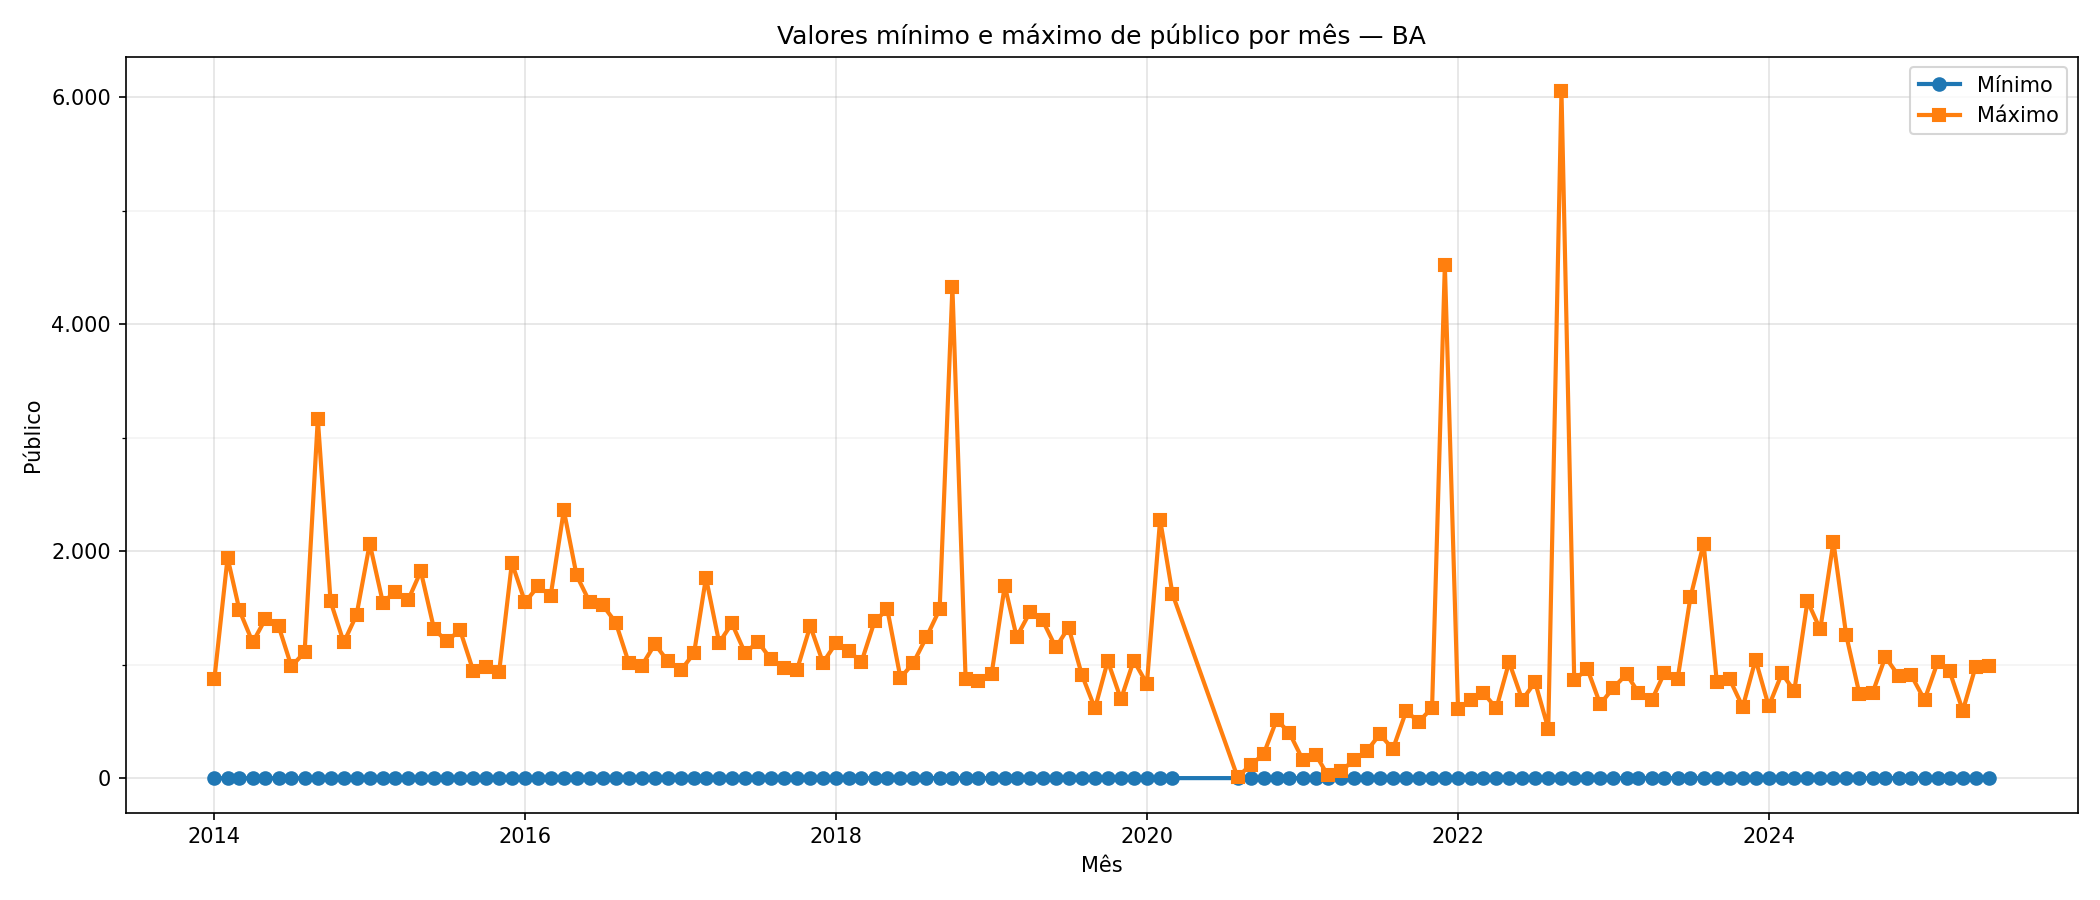 Valores mínimo e máximo de público por mês — BA
Mínimo
Máximo
Público
6.000
4.000
2.000
0
2014 2016 2018 2020 2022 2024
Mês